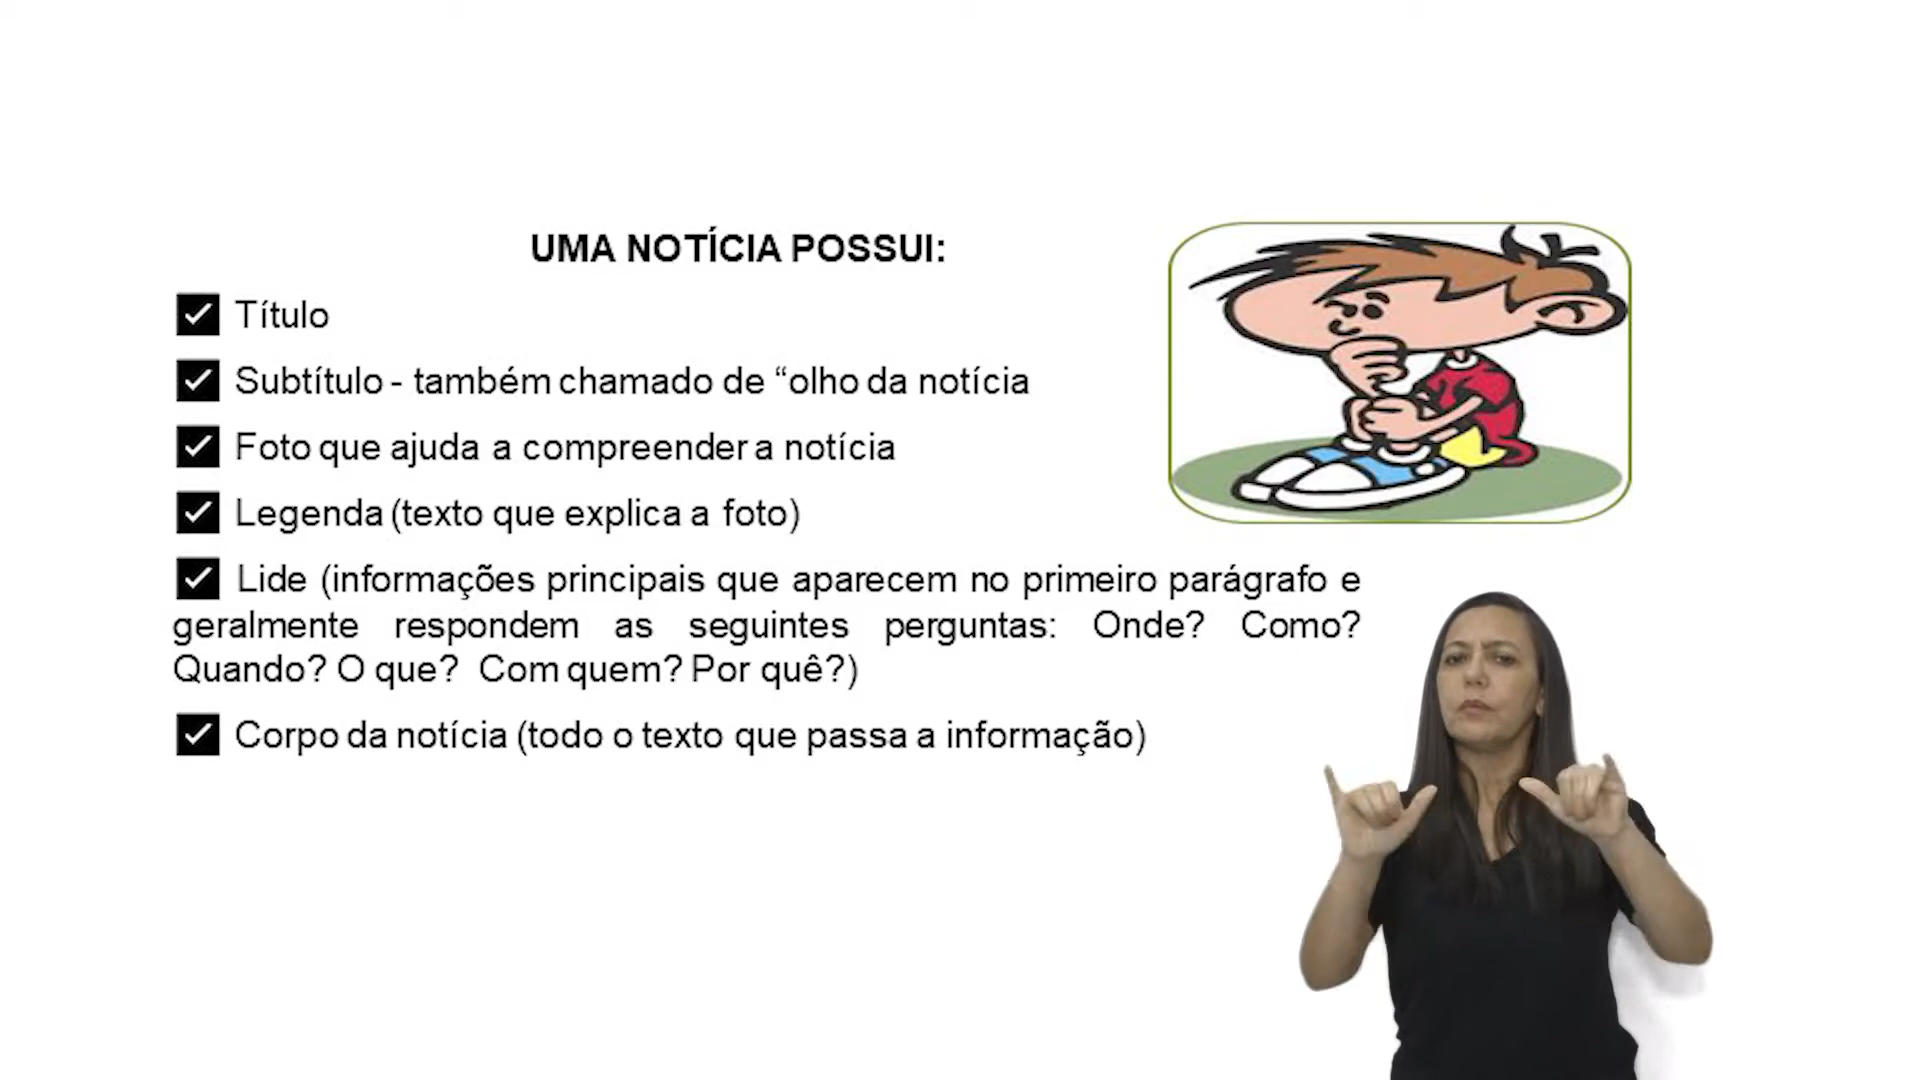 UMA NOTÍCIA POSSUI:
Título
Subtítulo - também chamado de “olho da notícia
Foto que ajuda a compreender a notícia
Legenda (texto que explica a foto)
Lide (informações principais que aparecem no primeiro parágrafo e
geralmente respondem as seguintes perguntas: Onde? Como?
Quando? O que? Com quem? Por quê?)
Corpo da notícia (todo o texto que passa a informação)